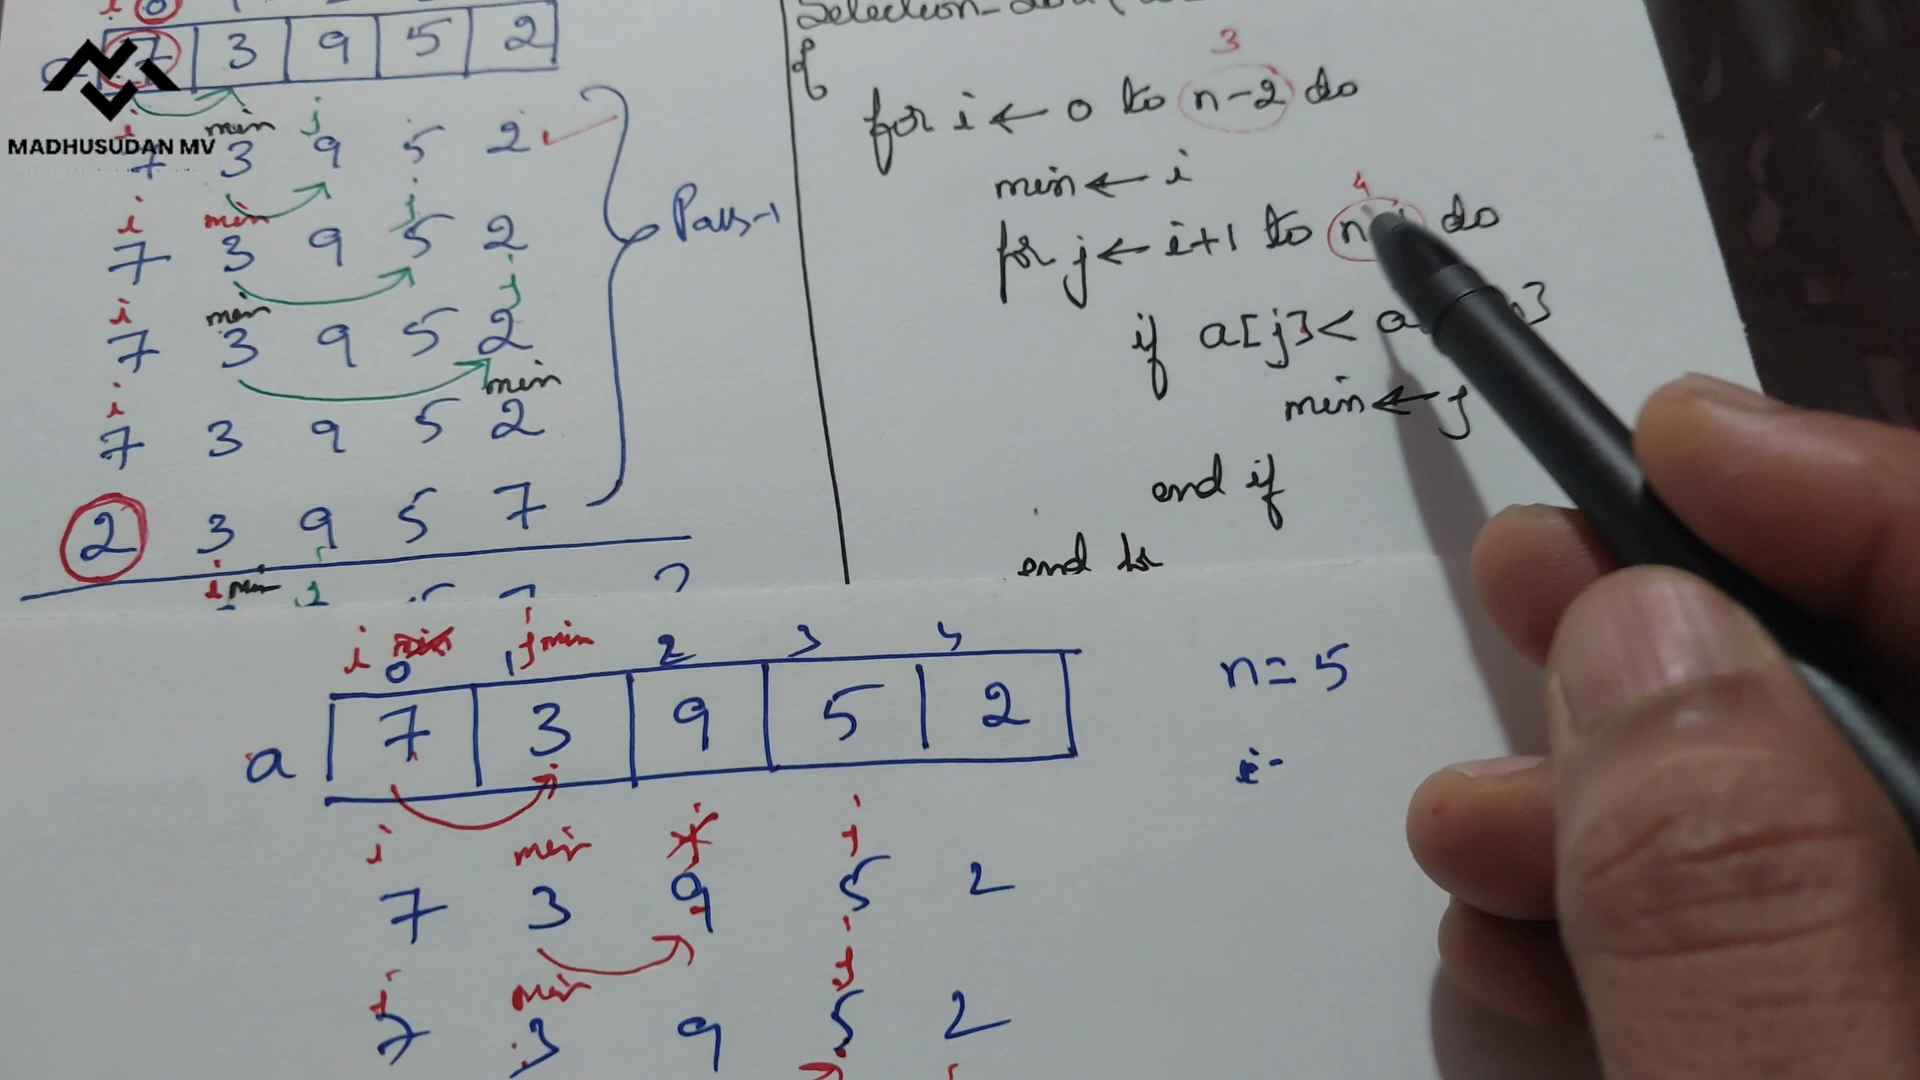 MADHUSUDAN MV
i 0
7 3 9 5 2
i min j
7 3 9 5 2
i min j
7 3 9 5 2
i min j
7 3 9 5 2
i min
7 3 9 5 2
2 3 9 5 7
i min j
Pass-1
{
3
for i ← 0 to n-2 do
min ← i
4
for j ← i+1 to do
if a[j] <
min ← j
end if
end for
i min j min
0 1 2 3 4
a 7 3 9 5 2
n = 5
i
i min j j
7 3 9 5 2
i min j
7 3 9 5 2